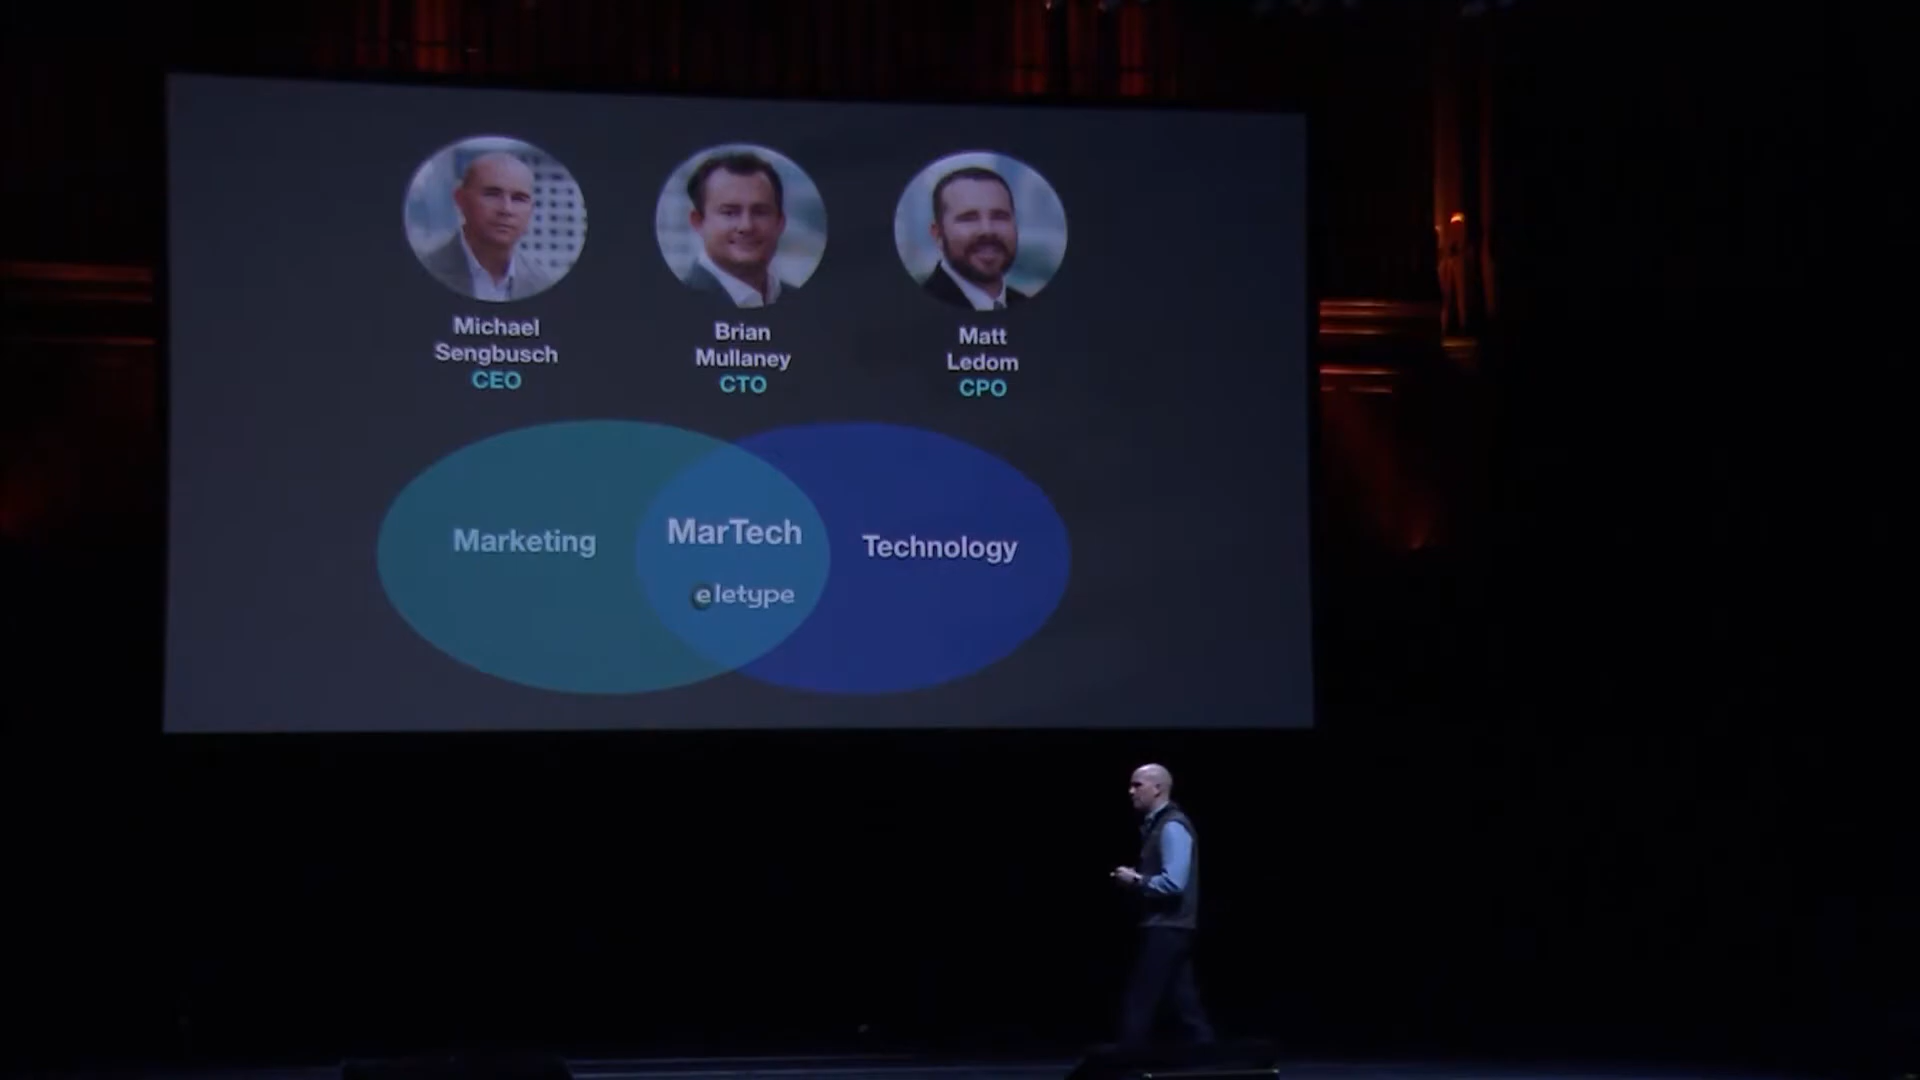 Michael
Sengbusch
CEO
Brian
Mullaney
CTO
Matt
Ledom
CPO
Marketing
MarTech
eletype
Technology